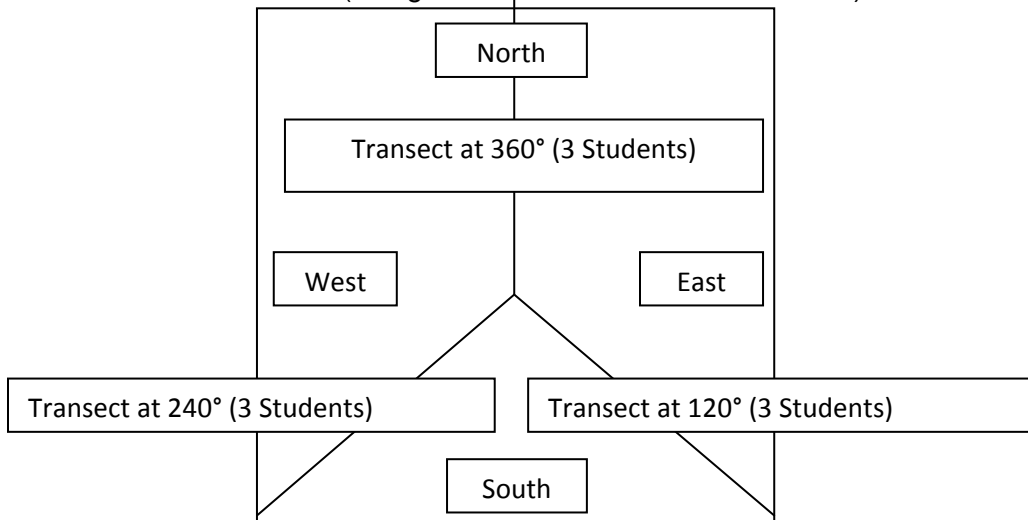 North
Transect at 360° (3 Students)
West
East
Transect at 240° (3 Students)
Transect at 120° (3 Students)
South